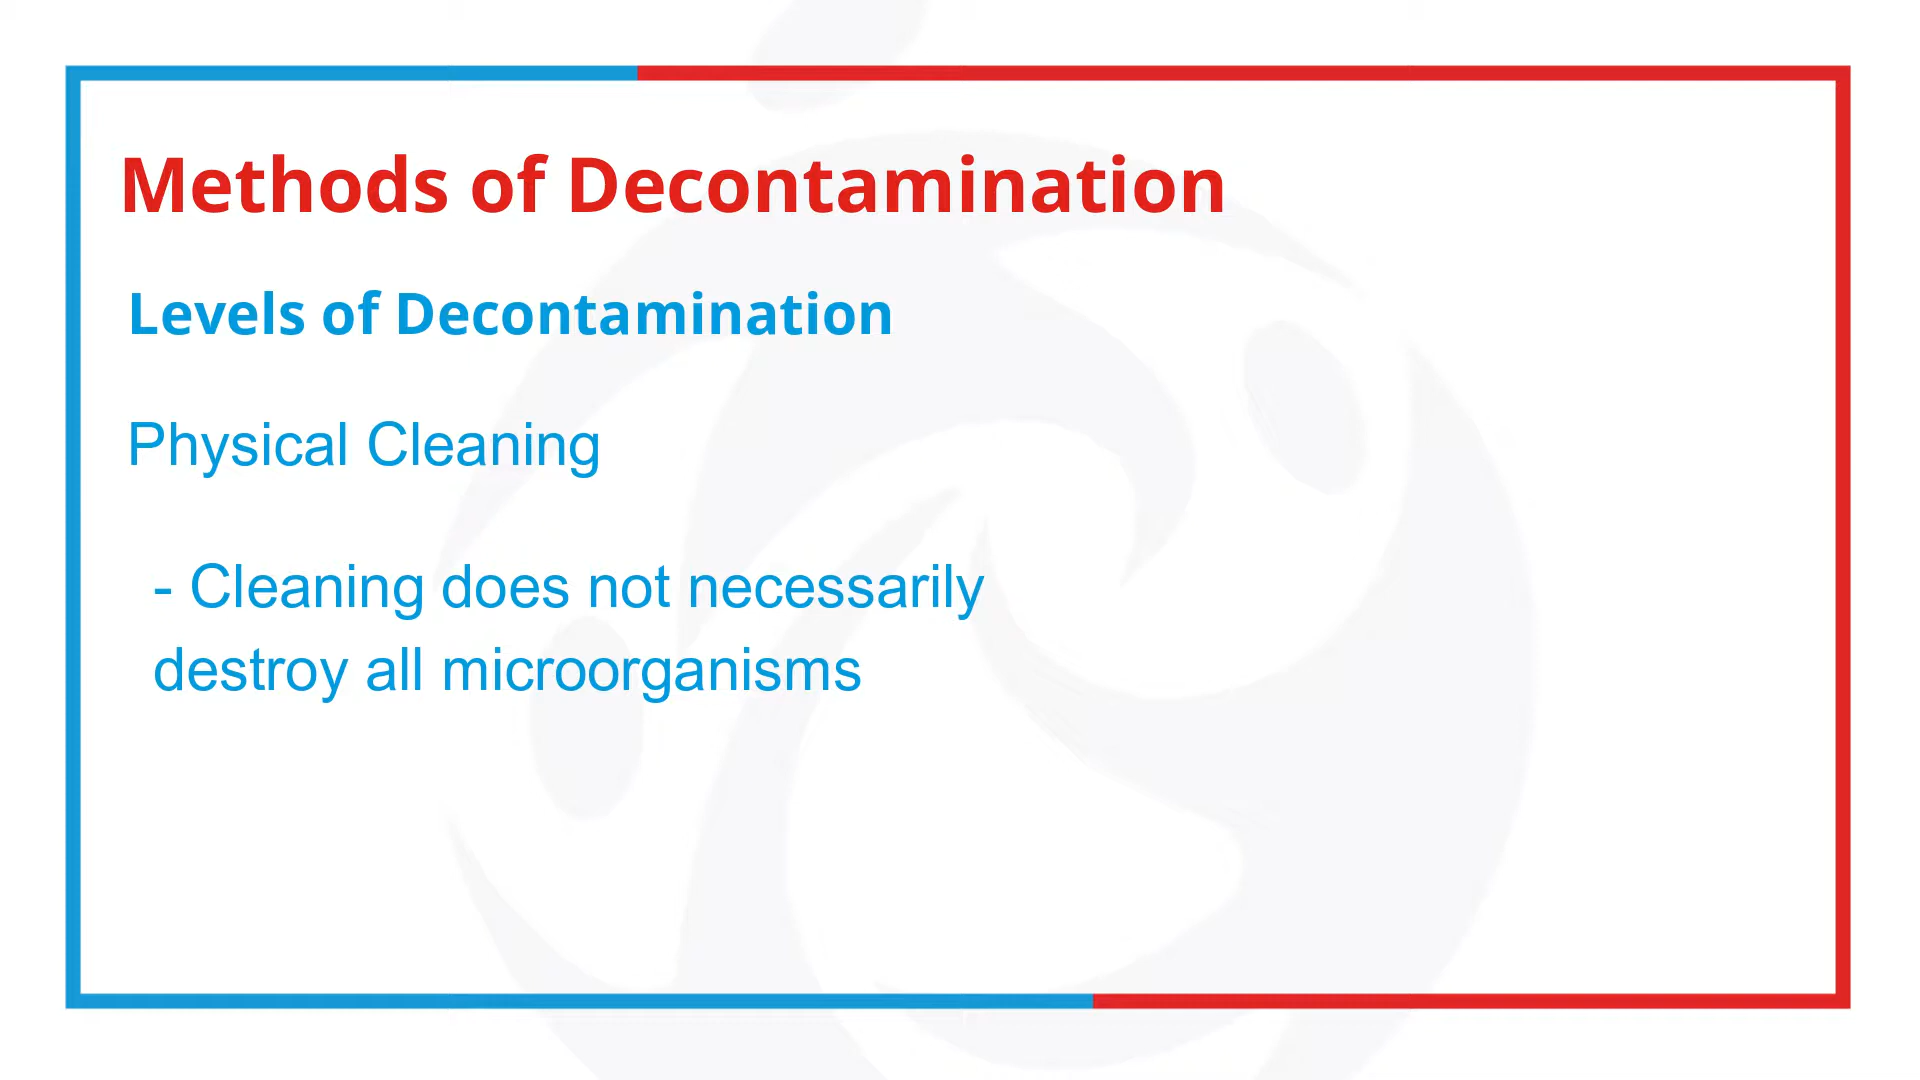 Methods of Decontamination
Levels of Decontamination
Physical Cleaning
- Cleaning does not necessarily
destroy all microorganisms